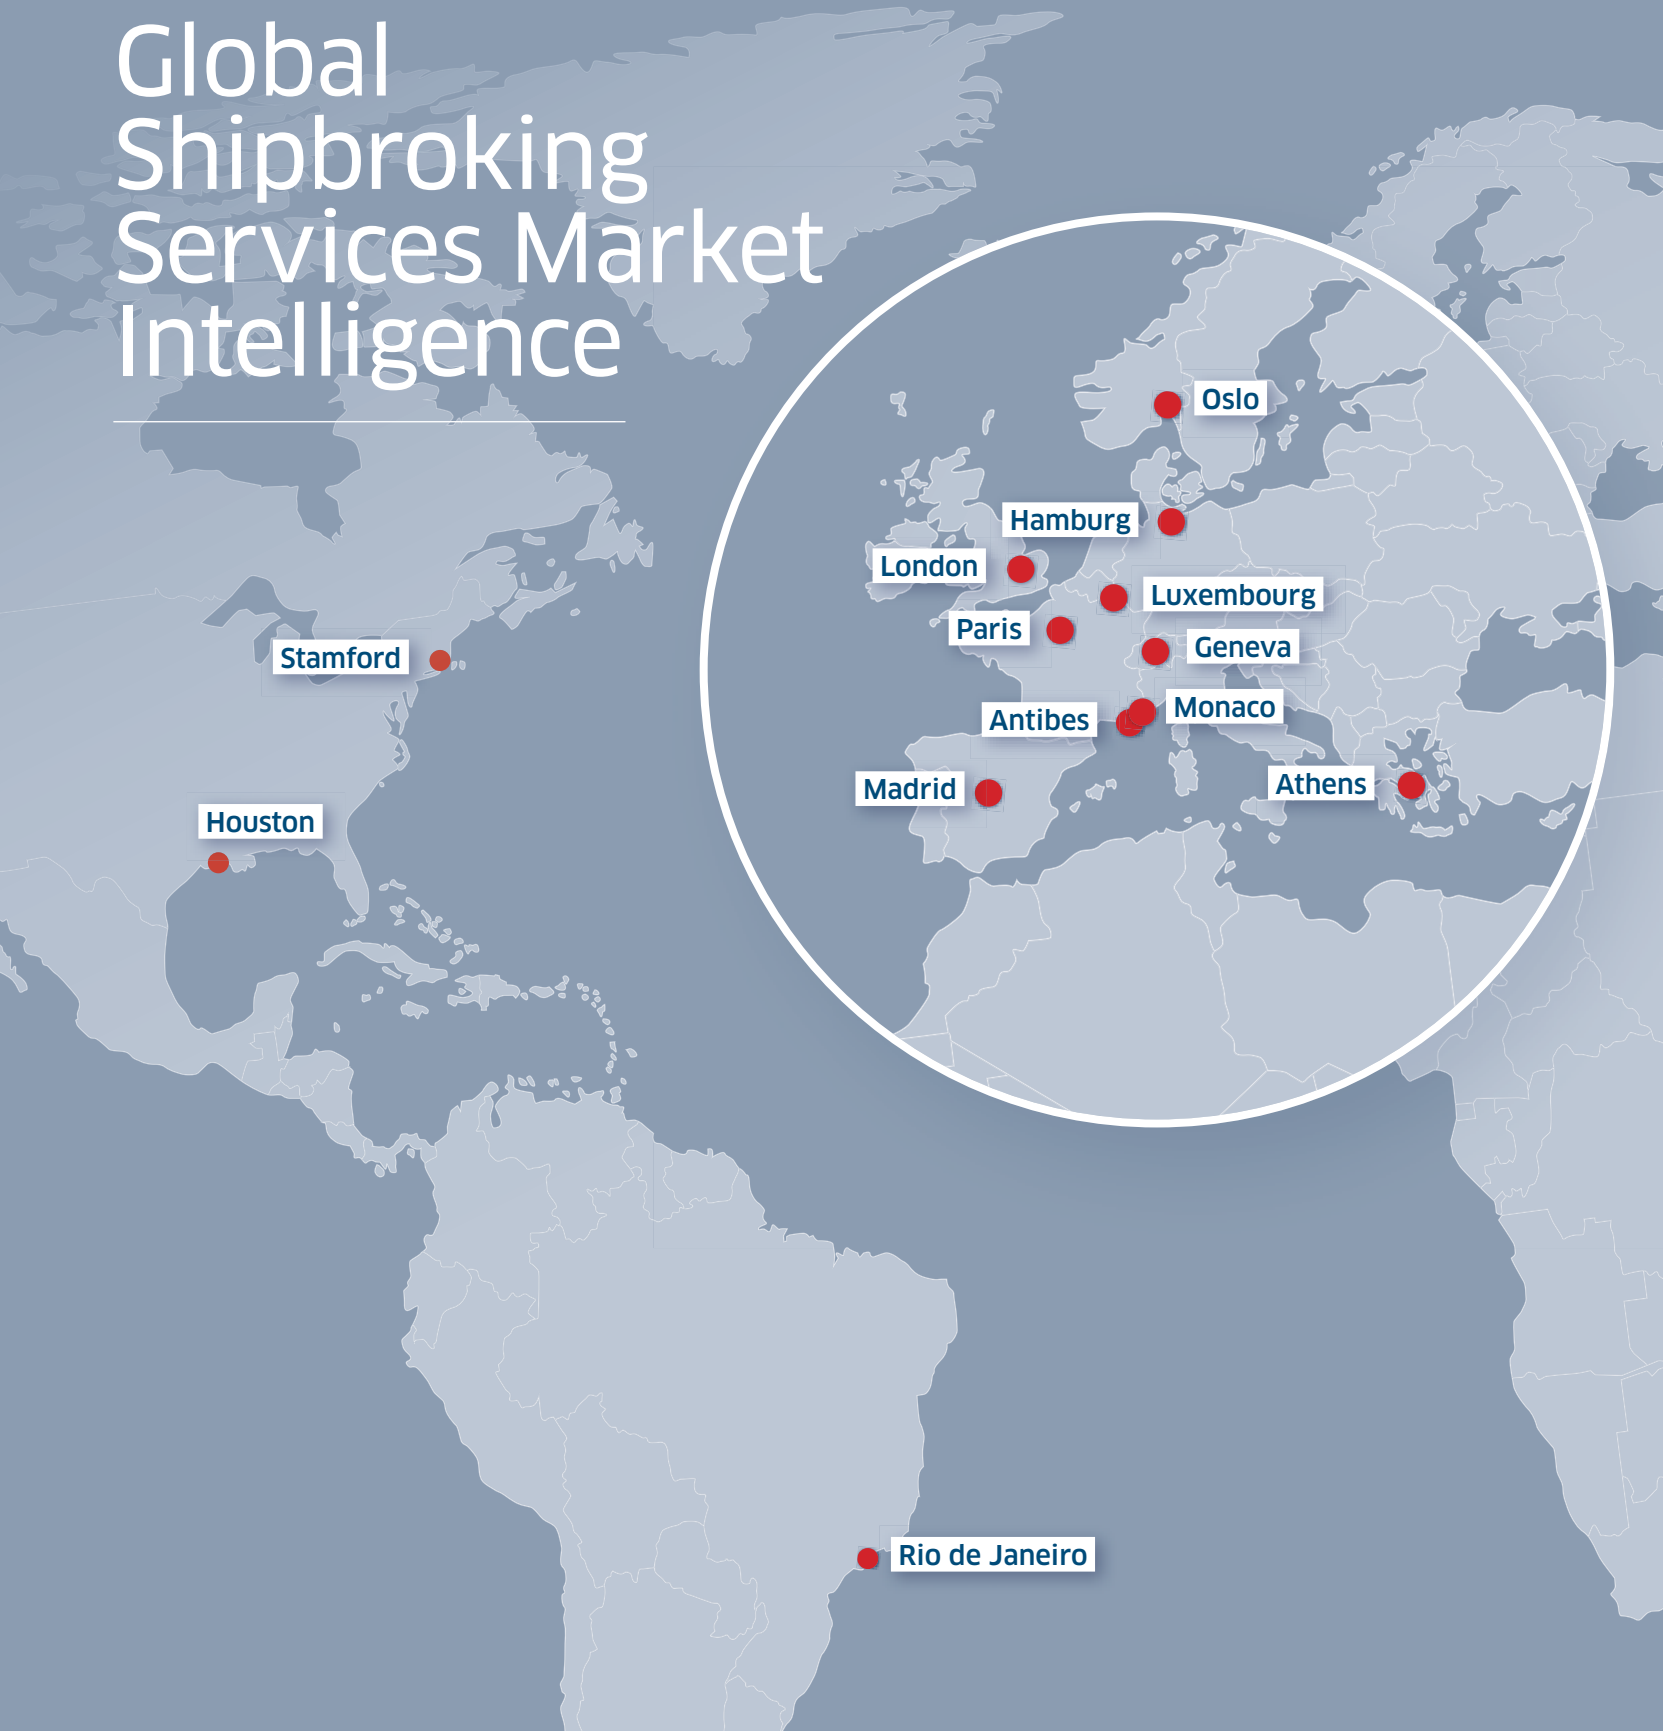 Global
Shipbroking
Services Market
Intelligence
Oslo
Hamburg
London
Luxembourg
Paris
Geneva
Stamford
Monaco
Antibes
Athens
Madrid
Houston
Rio de Janeiro